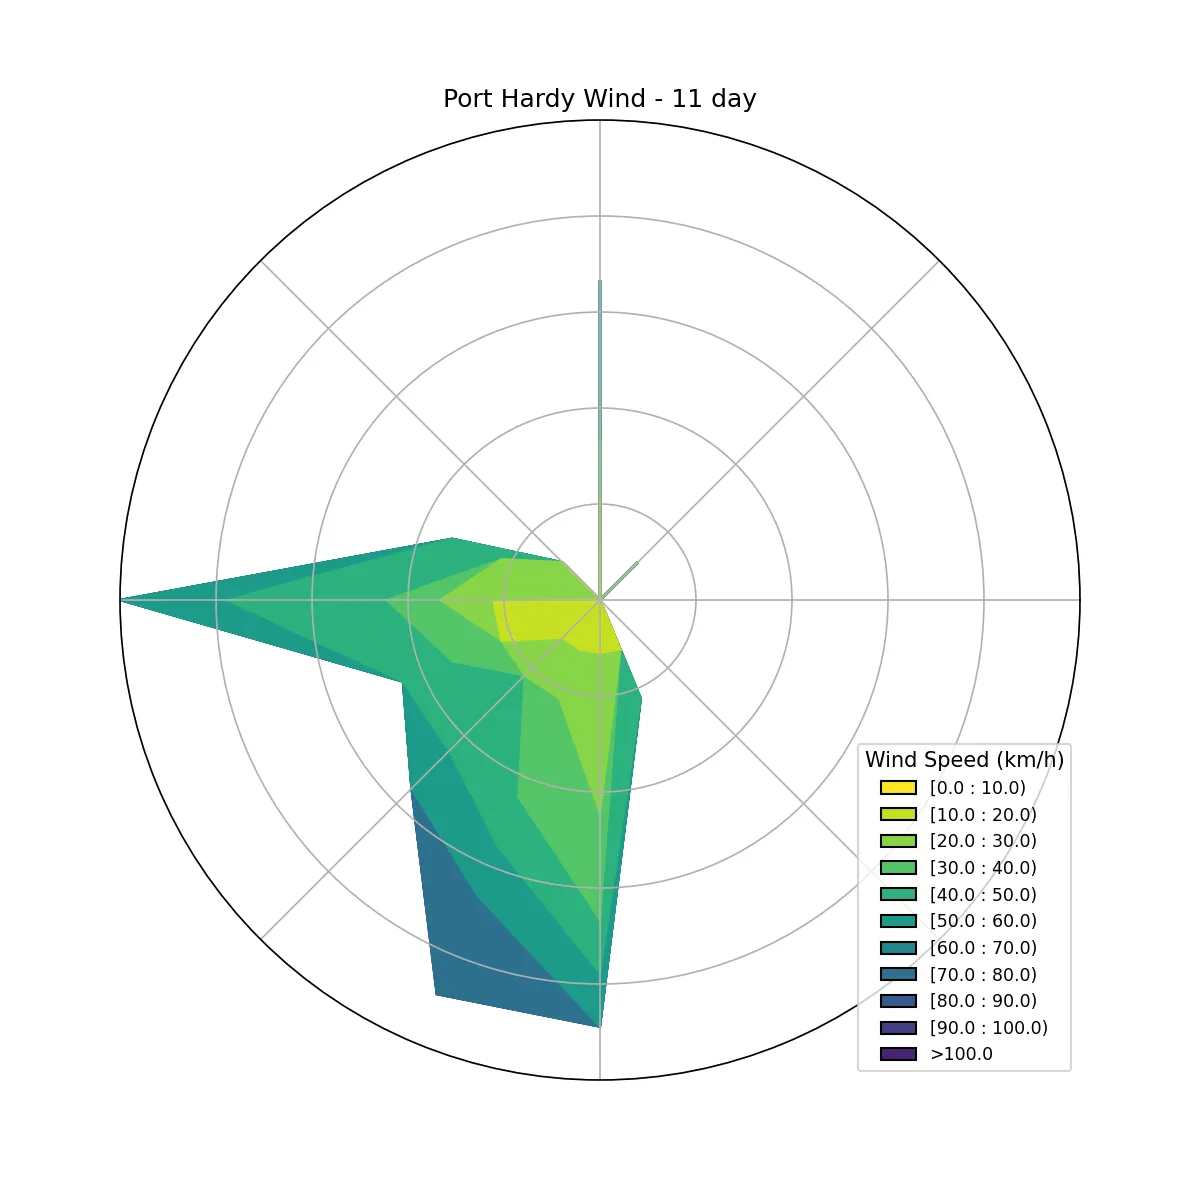 Port Hardy Wind - 11 day
Wind Speed (km/h)
[0.0 : 10.0)
[10.0 : 20.0)
[20.0 : 30.0)
[30.0 : 40.0)
[40.0 : 50.0)
[50.0 : 60.0)
[60.0 : 70.0)
[70.0 : 80.0)
[80.0 : 90.0)
[90.0 : 100.0)
>100.0